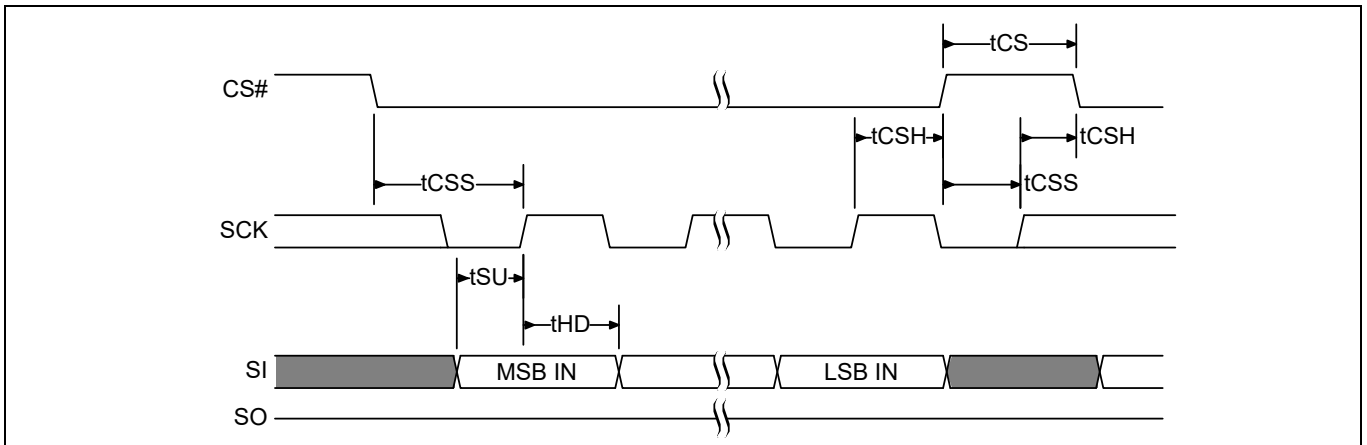 tCS
CS#
tCSH
tCSH
tCSS
tCSS
SCK
tSU
tHD
SI
MSB IN
LSB IN
SO